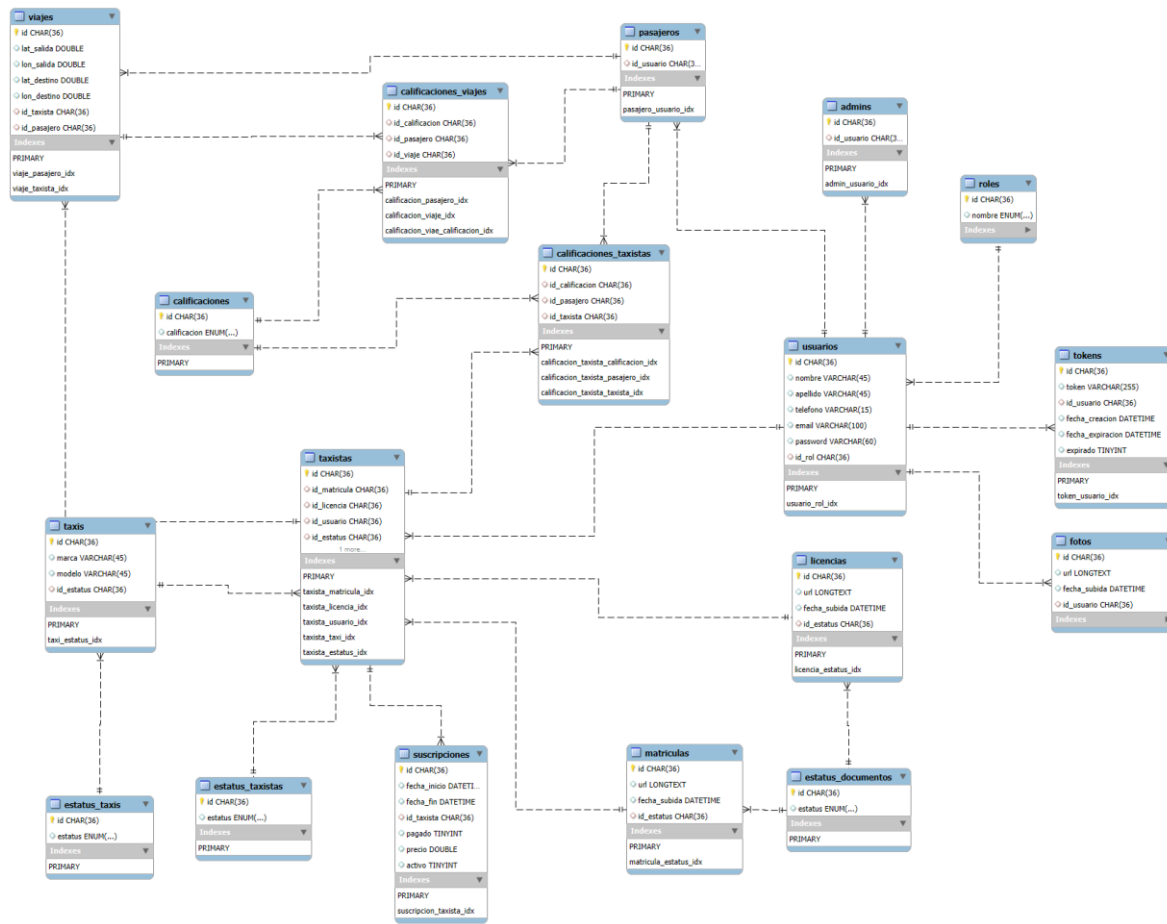 viajes
id CHAR(36)
lat_salida DOUBLE
lon_salida DOUBLE
lat_destino DOUBLE
lon_destino DOUBLE
id_taxista CHAR(36)
id_pasajero CHAR(36)
Indexes
PRIMARY
viaje_pasajero_idx
viaje_taxista_idx
pasajeros
id CHAR(36)
id_usuario CHAR(3...
Indexes
PRIMARY
pasajero_usuario_idx
calificaciones_viajes
id CHAR(36)
id_calificacion CHAR(36)
id_pasajero CHAR(36)
id_viaje CHAR(36)
Indexes
PRIMARY
calificacion_pasajero_idx
calificacion_viaje_idx
calificacion_viae_calificacion_idx
admins
id CHAR(36)
id_usuario CHAR(3...
Indexes
PRIMARY
admin_usuario_idx
roles
id CHAR(36)
nombre ENUM(...)
Indexes
calificaciones_taxistas
id CHAR(36)
id_calificacion CHAR(36)
id_pasajero CHAR(36)
id_taxista CHAR(36)
Indexes
PRIMARY
calificacion_taxista_calificacion_idx
calificacion_taxista_pasajero_idx
calificacion_taxista_taxista_idx
calificaciones
id CHAR(36)
calificacion ENUM(...)
Indexes
PRIMARY
usuarios
id CHAR(36)
nombre VARCHAR(45)
apellido VARCHAR(45)
telefono VARCHAR(15)
email VARCHAR(100)
password VARCHAR(60)
id_rol CHAR(36)
Indexes
PRIMARY
usuario_rol_idx
tokens
id CHAR(36)
token VARCHAR(255)
id_usuario CHAR(36)
fecha_creacion DATETIME
fecha_expiracion DATETIME
expirado TINYINT
Indexes
PRIMARY
token_usuario_idx
taxistas
id CHAR(36)
id_matricula CHAR(36)
id_licencia CHAR(36)
id_usuario CHAR(36)
id_estatus CHAR(36)
1 more...
Indexes
PRIMARY
taxista_matricula_idx
taxista_licencia_idx
taxista_usuario_idx
taxista_taxi_idx
taxista_estatus_idx
taxis
id CHAR(36)
marca VARCHAR(45)
modelo VARCHAR(45)
id_estatus CHAR(36)
Indexes
PRIMARY
taxi_estatus_idx
fotos
id CHAR(36)
url LONGTEXT
fecha_subida DATETIME
id_usuario CHAR(36)
Indexes
licencias
id CHAR(36)
url LONGTEXT
fecha_subida DATETIME
id_estatus CHAR(36)
Indexes
PRIMARY
licencia_estatus_idx
suscripciones
id CHAR(36)
fecha_inicio DATETI...
fecha_fin DATETIME
id_taxista CHAR(36)
pagado TINYINT
precio DOUBLE
activo TINYINT
Indexes
PRIMARY
suscripcion_taxista_idx
matriculas
id CHAR(36)
url LONGTEXT
fecha_subida DATETIME
id_estatus CHAR(36)
Indexes
PRIMARY
matricula_estatus_idx
estatus_documentos
id CHAR(36)
estatus ENUM(...)
Indexes
PRIMARY
estatus_taxistas
id CHAR(36)
estatus ENUM(...)
Indexes
PRIMARY
estatus_taxis
id CHAR(36)
estatus ENUM(...)
Indexes
PRIMARY